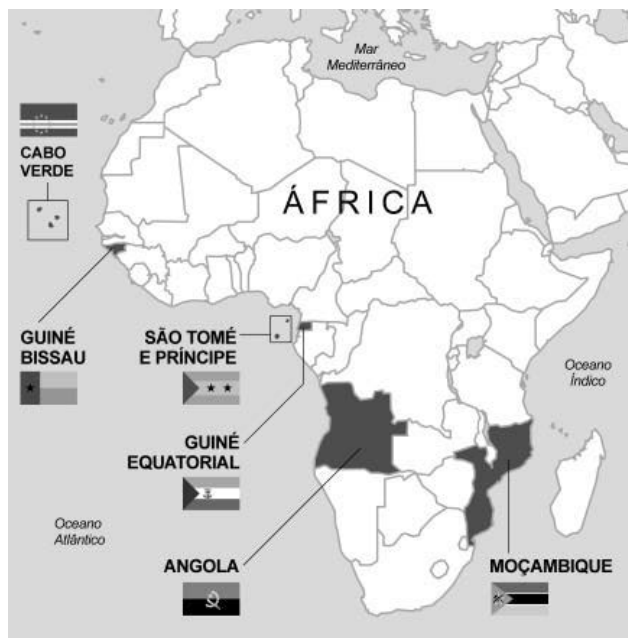 Mar
Mediterrâneo
CABO
VERDE
ÁFRICA
GUINÉ
BISSAU
SÃO TOMÉ
E PRÍNCIPE
Oceano
Índico
GUINÉ
EQUATORIAL
Oceano
Atlântico
ANGOLA
MOÇAMBIQUE